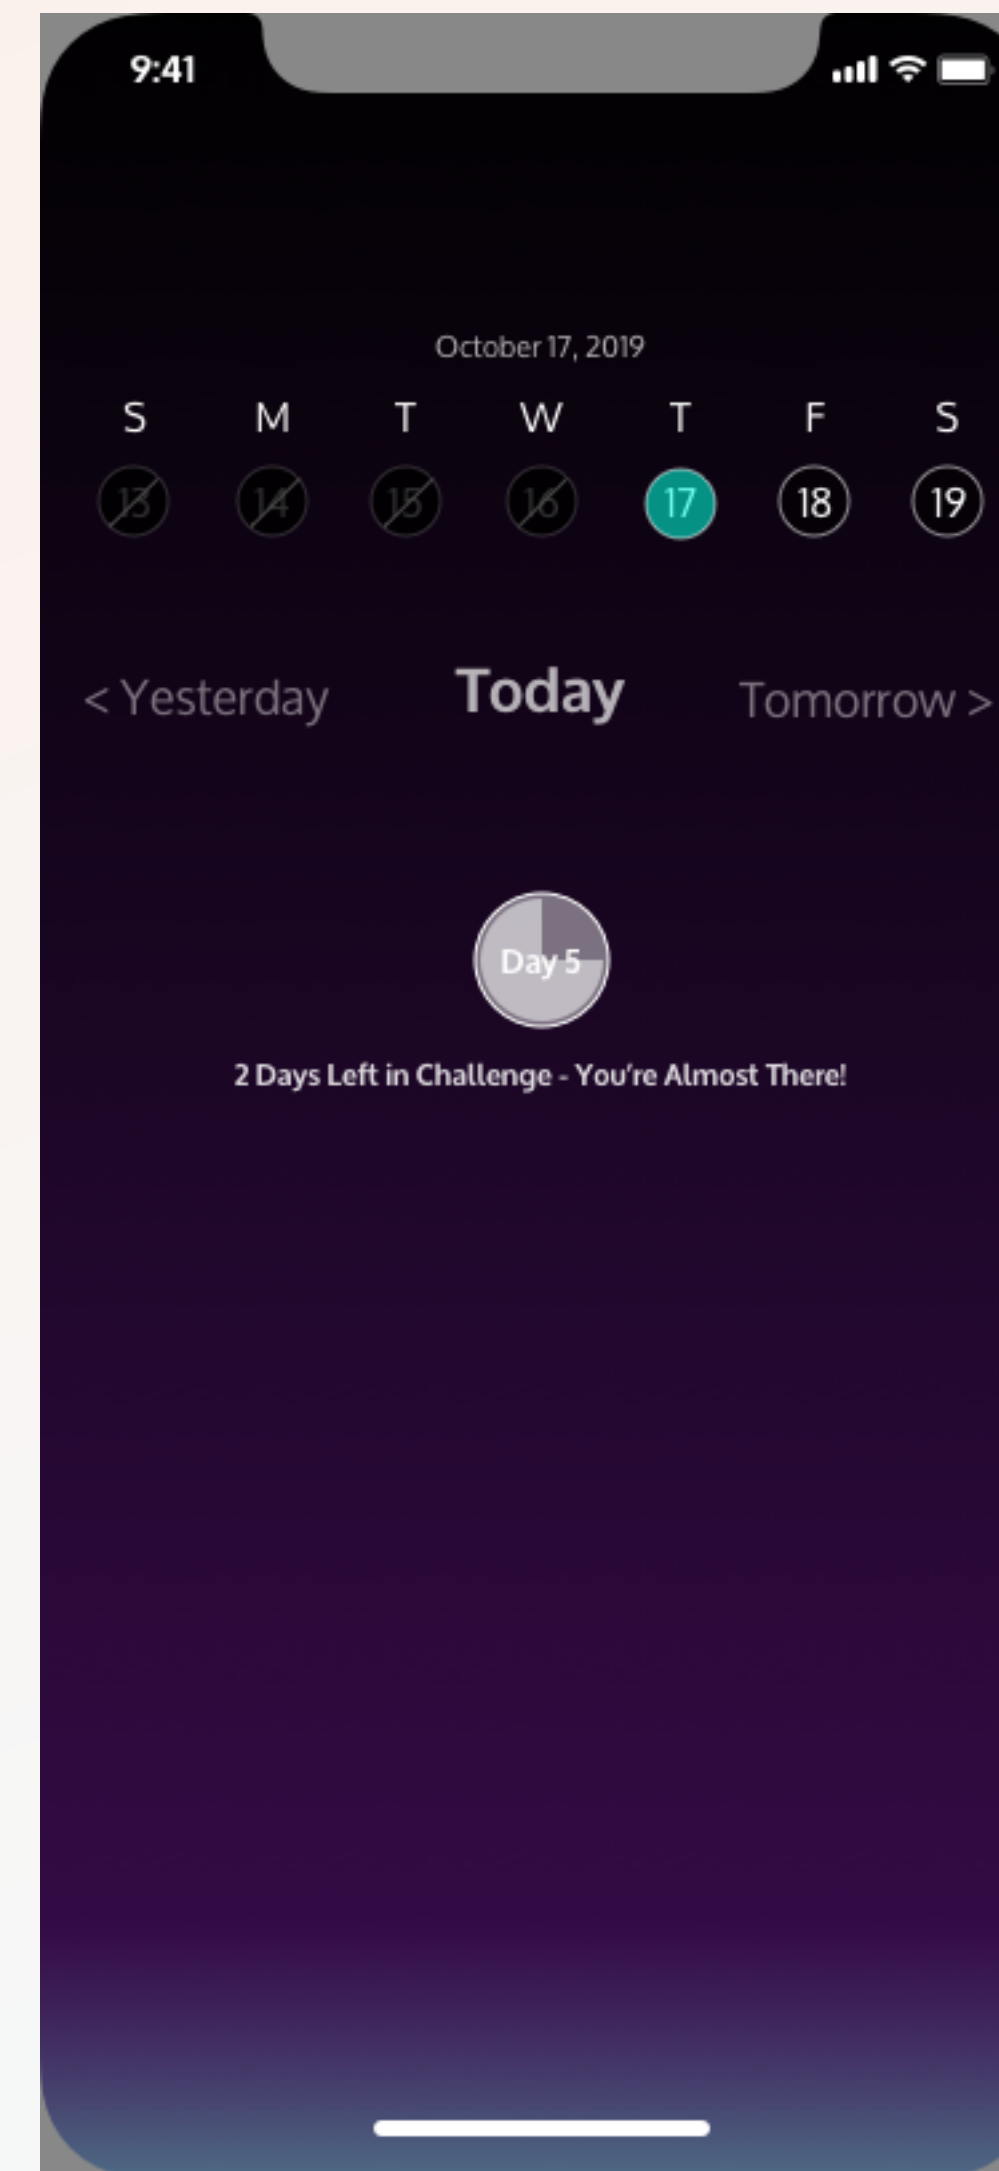 9:41
October 17, 2019
S M T W T F S
13 14 15 16 17 18 19
< Yesterday Today Tomorrow >
Day 5
2 Days Left in Challenge - You're Almost There!